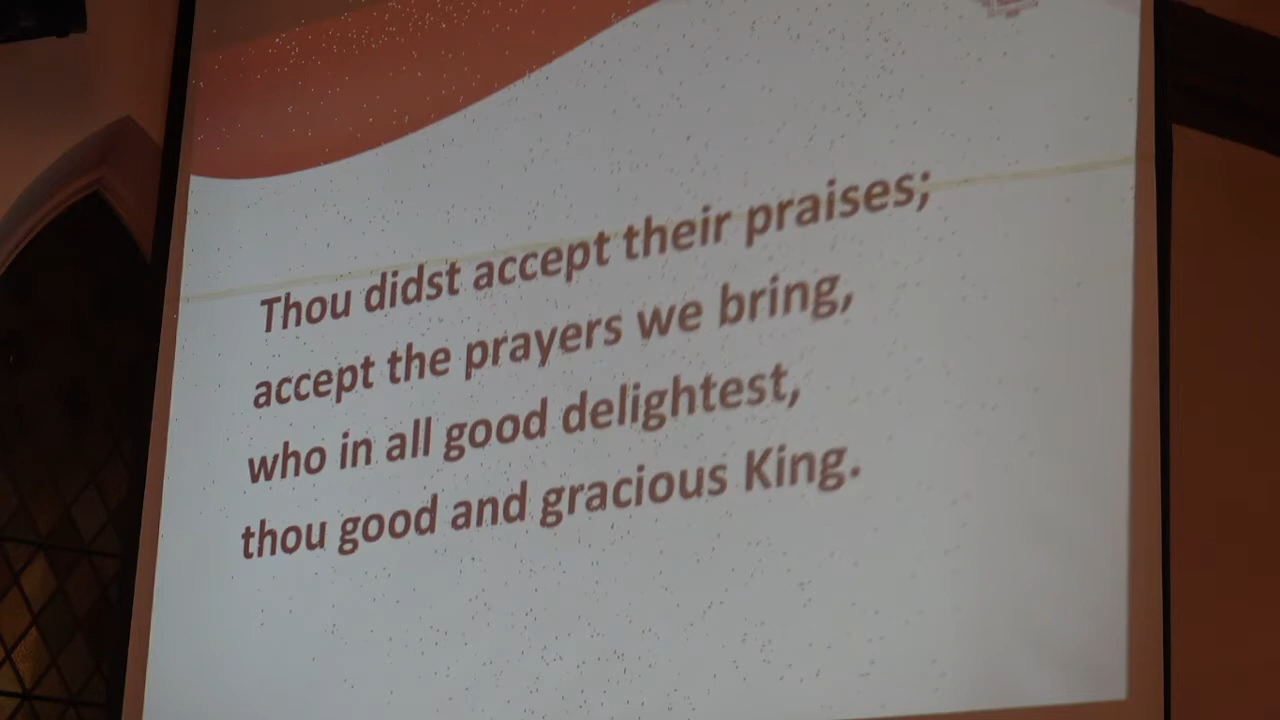 Thou didst accept their praises;
accept the prayers we bring,
who in all good delightest,
thou good and gracious King.